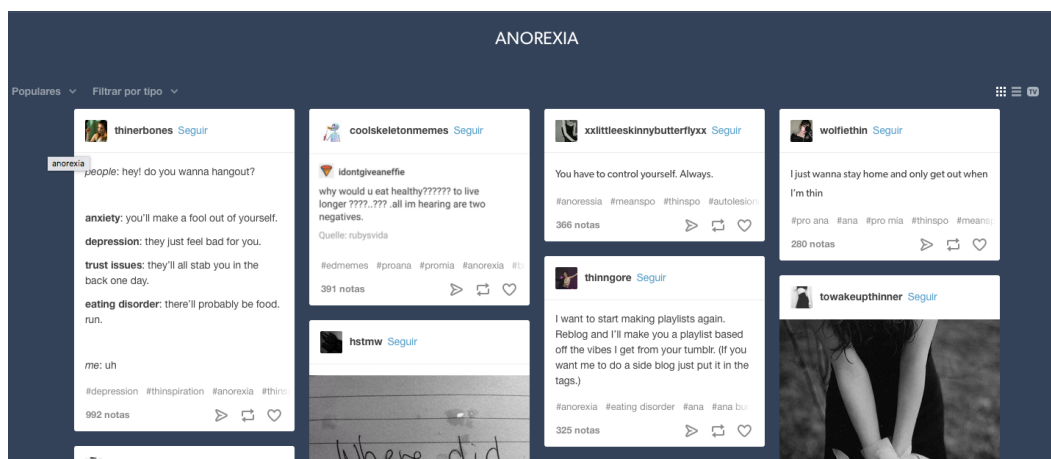 ANOREXIA
Populares
Filtrar por tipo
TV
anorexia
thinerbones Seguir
people: hey! do you wanna hangout?
anxiety: you'll make a fool out of yourself.
depression: they just feel bad for you.
trust issues: they'll all stab you in the
back one day.
eating disorder: there'll probably be food.
run.
me: uh
#depression #thinspiration #anorexia #thins
992 notas
coolskeletonmemes Seguir
idontgiveaneffie
why would u eat healthy?????? to live
longer ????..??? .all im hearing are two
negatives.
Quelle: rubysvida
#edmemes #proana #promia #anorexia
391 notas
hstmw Seguir
Where did
xxlittleeskinnybutterflyxx Seguir
You have to control yourself. Always.
#anoressia #meanspo #thinspo #autolesion
366 notas
thinngore Seguir
I want to start making playlists again.
Reblog and I'll make you a playlist based
off the vibes I get from your tumblr. (If you
want me to do a side blog just put it in the
tags.)
#anorexia #eating disorder #ana #ana bu
325 notas
wolfiethin Seguir
I just wanna stay home and only get out when
I'm thin
#pro ana #ana #pro mia #thinspo #meansp
280 notas
towakeupthinner Seguir